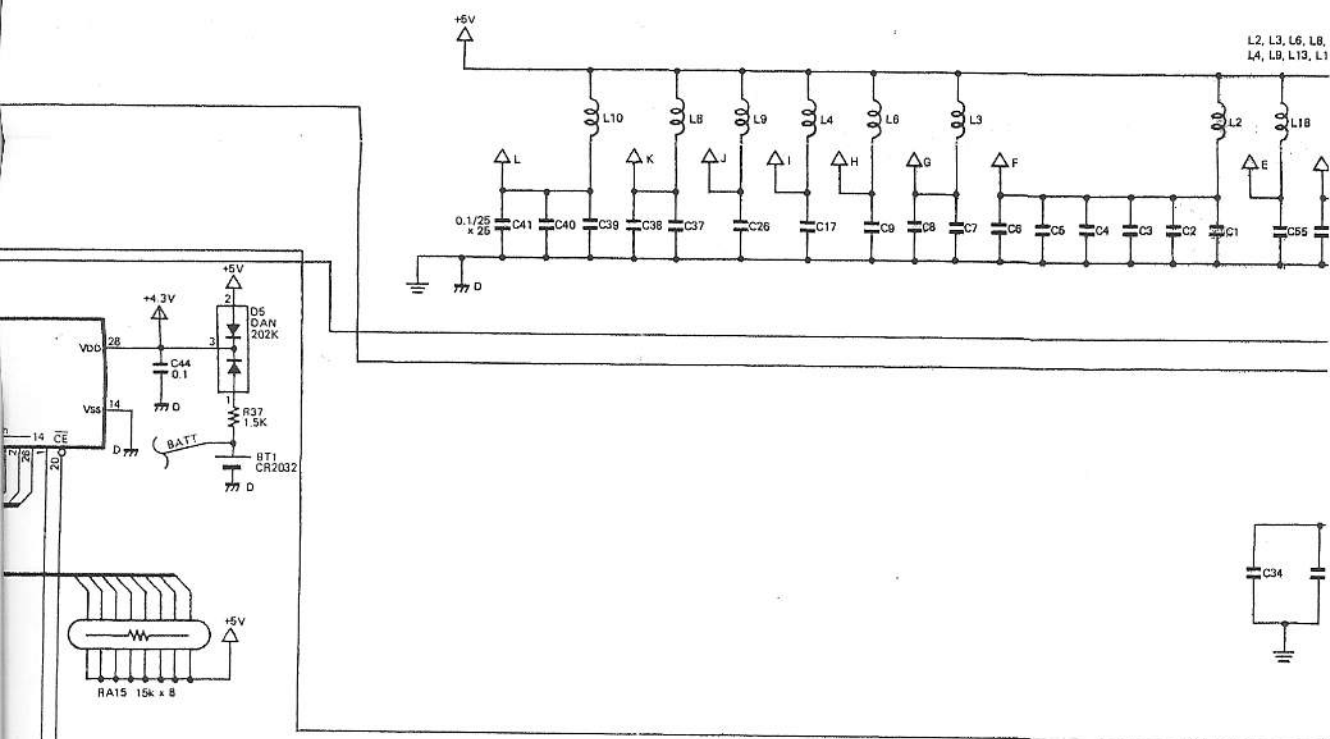 +5V
L2, L3, L6, L8,
L4, L9, L13, L1
L10
L8
L9
L4
L6
L3
L2
L18
L
K
J
I
H
G
F
E
0.1/25
x 25
C41
C40
C39
C38
C37
C26
C17
C9
C8
C7
C6
C5
C4
C3
C2
C1
C55
D
+5V
2
D5
DAN
202K
+4.3V
VDD
28
3
C44
0.1
D
1
R37
1.5K
VSS
14
D
BATT
BT1
CR2032
D
14
CE
2
26
1
20
C34
+5V
RA15 15k x 8